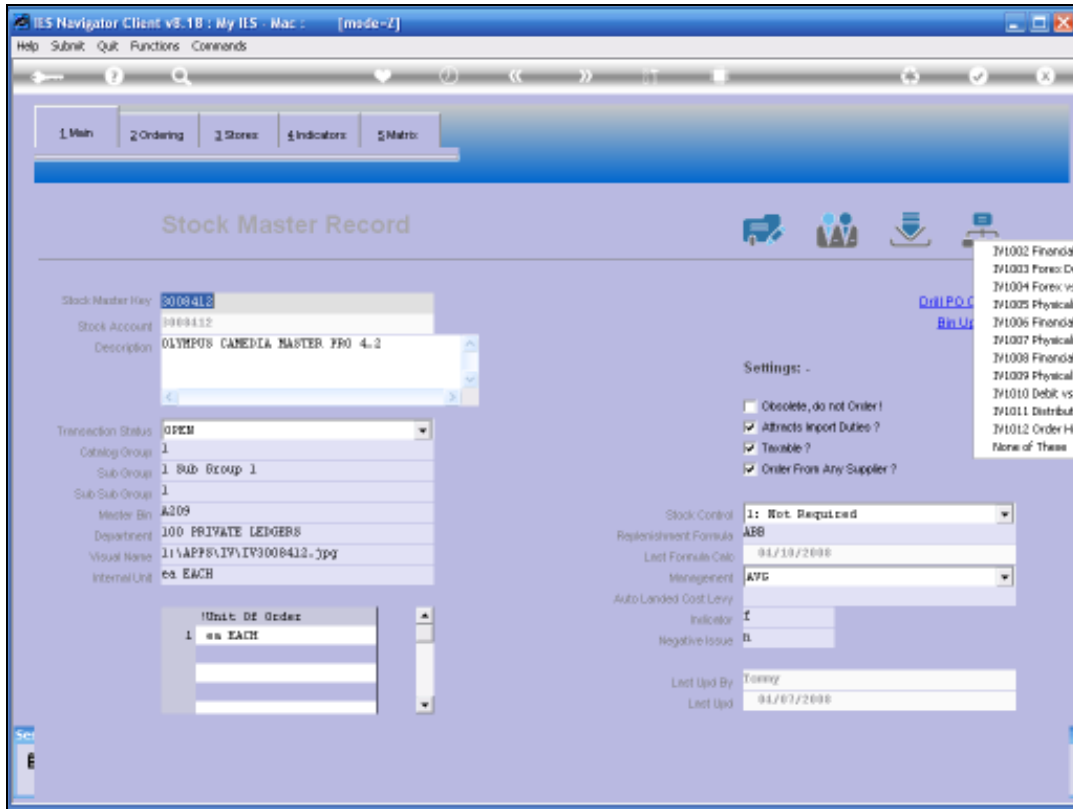 IES Navigator Client v8.18 : My IES - Mac : [mode=Z]
Help Submit Quit Functions Commands
1 Main 2 Ordering 3 Stores 4 Indicators 5 Matrix
Stock Master Record
IV1002 Financial
IV1003 Forex D
IV1004 Forex vs
IV1005 Physical
IV1006 Financial
IV1007 Physical
IV1008 Financial
IV1009 Physical
IV1010 Debit vs
IV1011 Distribut
IV1012 Order Hi
None of These
Stock Master Key 3008412
Drill PO
Stock Account 3008412
Bin Up
Description OLYMPUS CAMEDIA MASTER PRO 4.2
Settings: -
Obsolete, do not Order !
Attracts Import Duties ?
Taxable ?
Order From Any Supplier ?
Transaction Status OPEN
Catalog Group 1
Sub Group 1 Sub Group 1
Sub Sub Group 1
Master Bin A209
Department 100 PRIVATE LEDGERS
Visual Name 1:\APPS\IV\IV3008412.jpg
Internal Unit ea EACH
Stock Control 1: Not Required
Replenishment Formula ABB
Last Formula Calc 04/10/2008
Management AVG
Auto Landed Cost Levy
Indicator f
Negative Issue n
!Unit Of Order
1 ea EACH
Last Upd By Tommy
Last Upd 04/07/2008